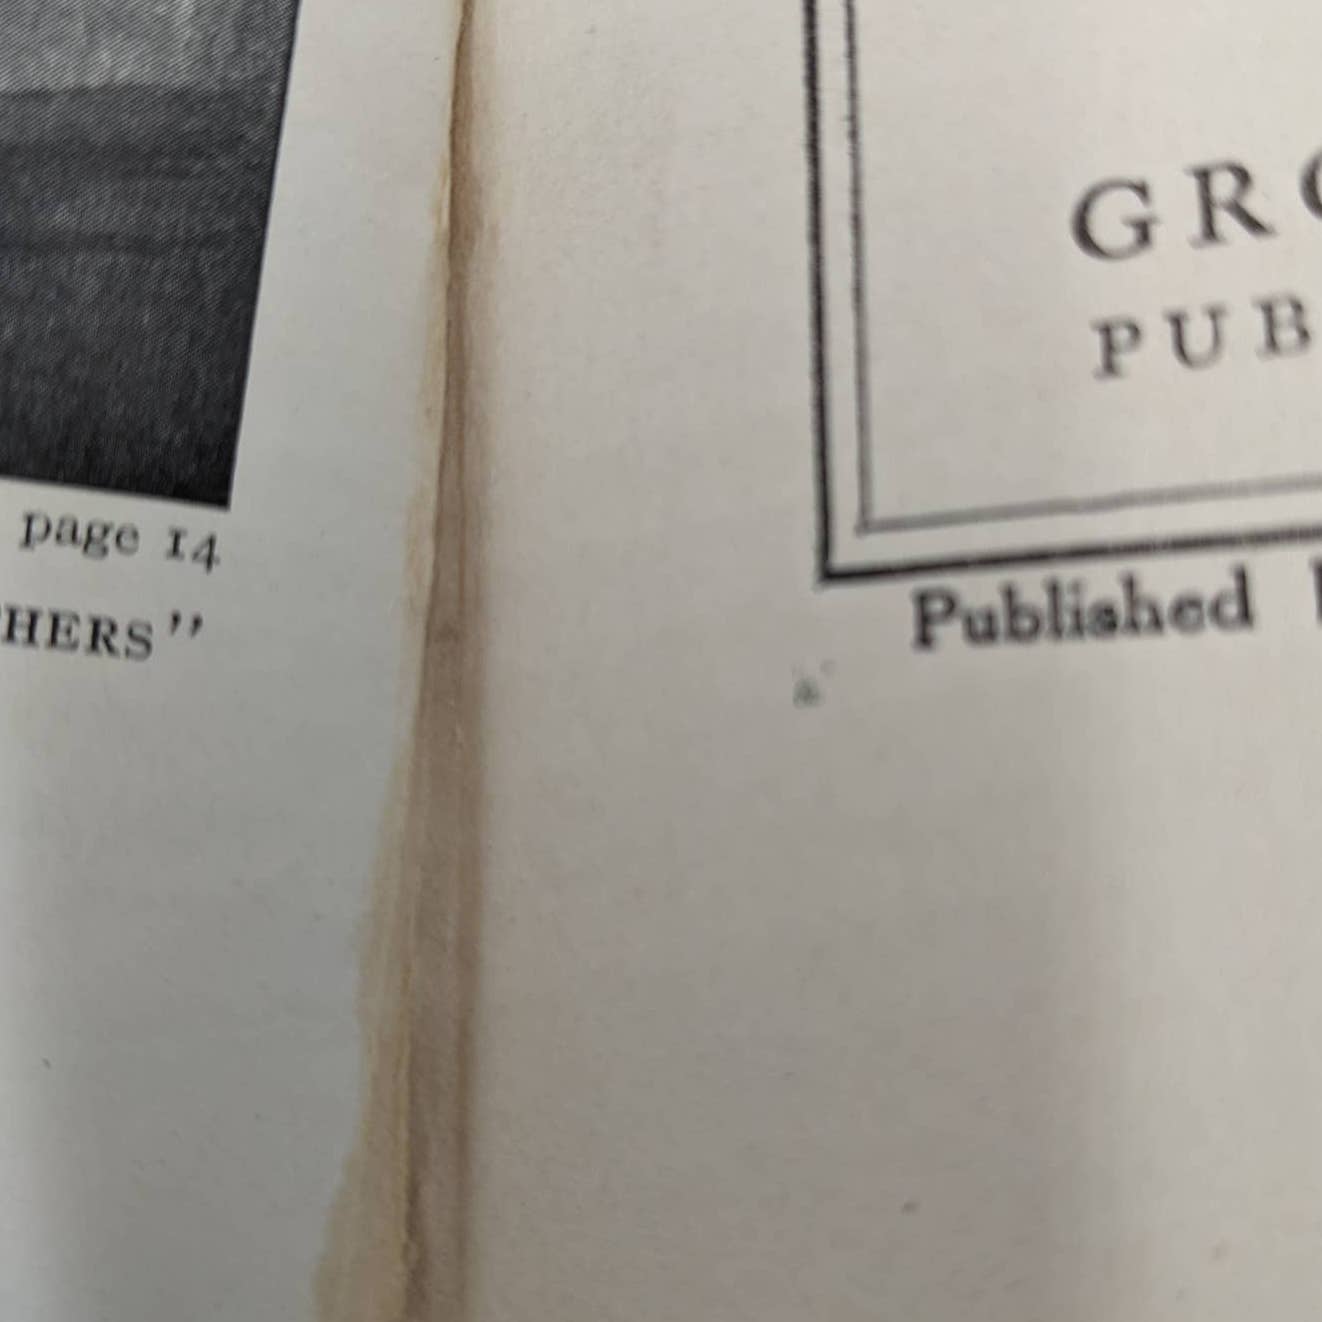 page 14
HERS"
GR
PUB
Published